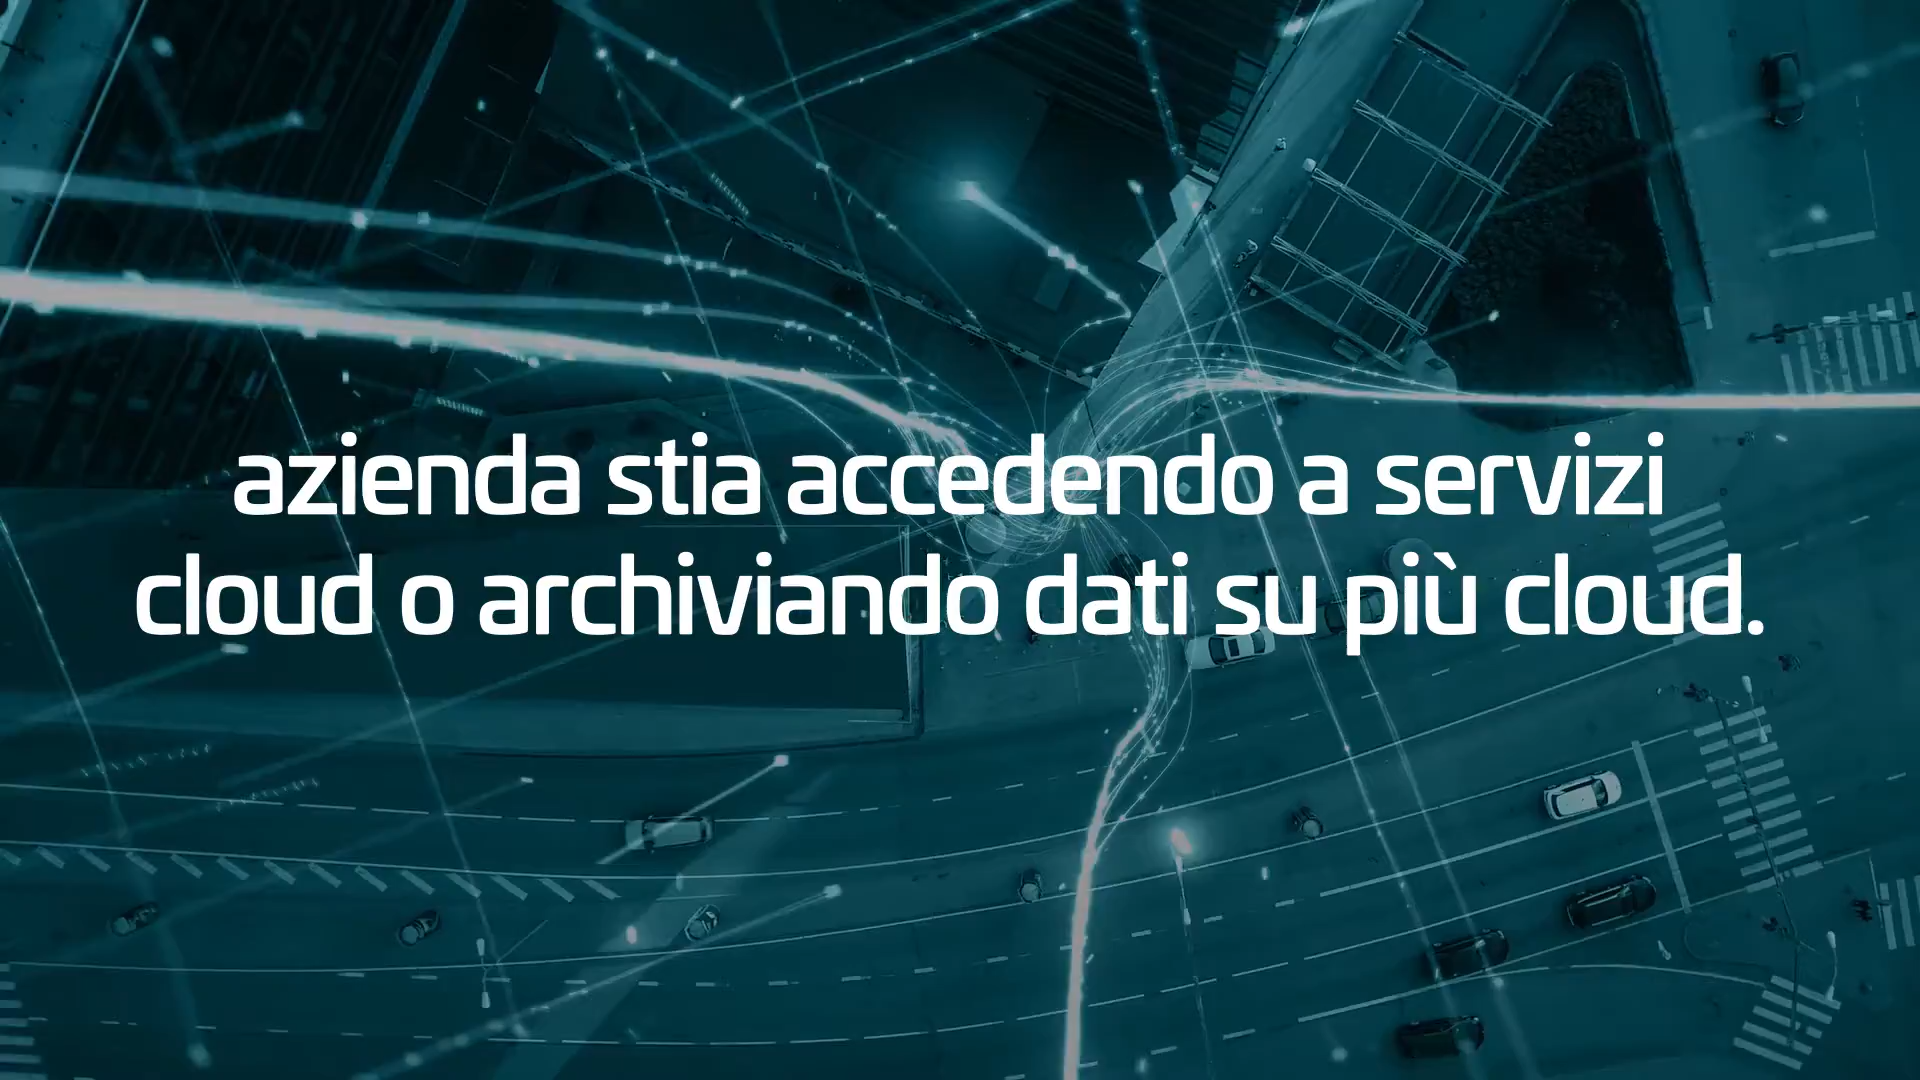 azienda stia accedendo a servizi
cloud o archiviando dati su più cloud.